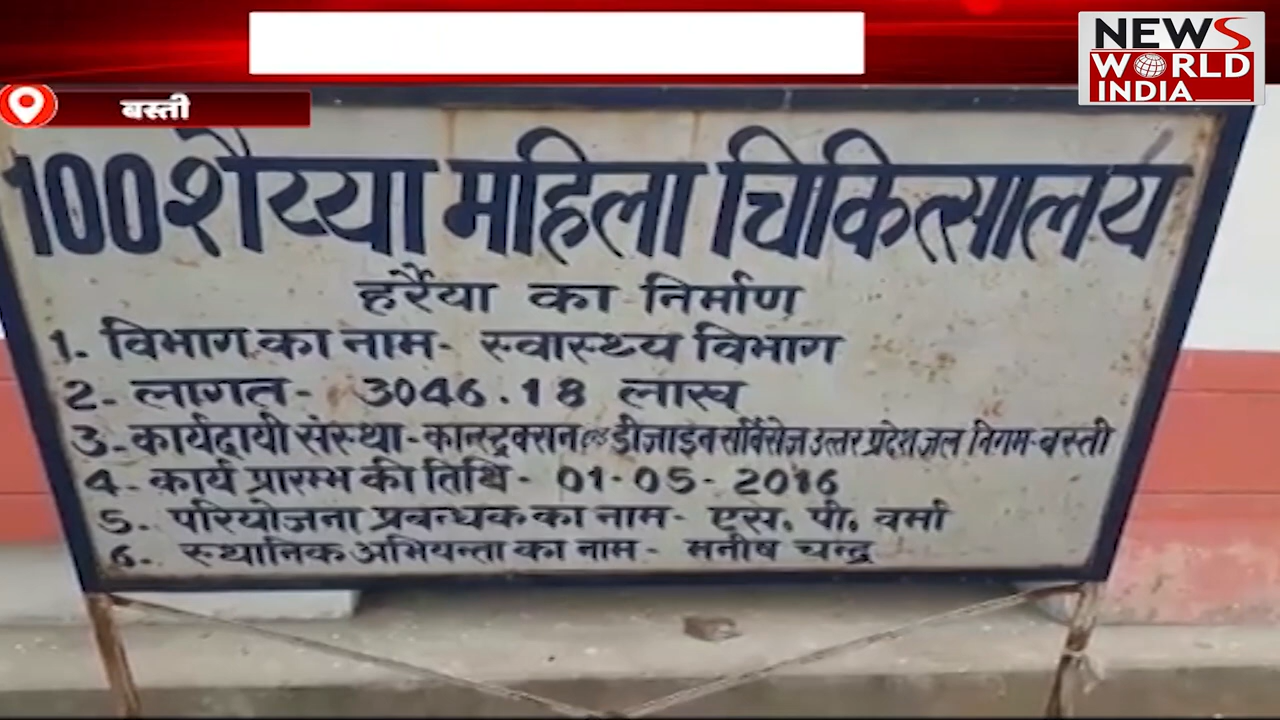 NEWS
WORLD
INDIA
बस्ती
100 शैय्या महिला चिकित्सालय
हर्रैया का निर्माण
1. विभाग का नाम - स्वास्थ्य विभाग
2- लागत - 3046.18 लाख
3- कार्यदायी संस्था - कान्स्ट्रक्सन एण्ड डीजाइन सर्विसेज उत्तर प्रदेश जल निगम - बस्ती
4- कार्य प्रारम्भ की तिथि - 01-05-2016
5- परियोजना प्रबन्धक का नाम - एस. पी. वर्मा
6- स्थानिक अभियन्ता का नाम - मनीष चन्द्र